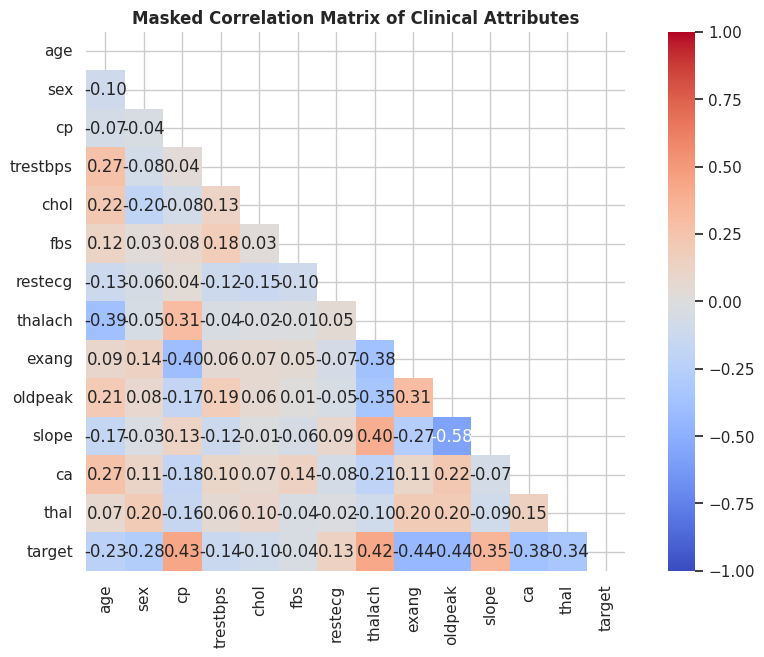 Masked Correlation Matrix of Clinical Attributes
age
sex -0.10
cp -0.07 -0.04
trestbps 0.27 -0.08 0.04
chol 0.22 -0.20 -0.08 0.13
fbs 0.12 0.03 0.08 0.18 0.03
restecg -0.13 -0.06 0.04 -0.12 -0.15 -0.10
thalach -0.39 -0.05 0.31 -0.04 -0.02 -0.01 0.05
exang 0.09 0.14 -0.40 0.06 0.07 0.05 -0.07 -0.38
oldpeak 0.21 0.08 -0.17 0.19 0.06 0.01 -0.05 -0.35 0.31
slope -0.17 -0.03 0.13 -0.12 -0.01 -0.06 0.09 0.40 -0.27 -0.58
ca 0.27 0.11 -0.18 0.10 0.07 0.14 -0.08 -0.21 0.11 0.22 -0.07
thal 0.07 0.20 -0.16 0.06 0.10 -0.04 -0.02 -0.10 0.20 0.20 -0.09 0.15
target -0.23 -0.28 0.43 -0.14 -0.10 -0.04 0.13 0.42 -0.44 -0.44 0.35 -0.38 -0.34
age sex cp trestbps chol fbs restecg thalach exang oldpeak slope ca thal target
1.00
0.75
0.50
0.25
0.00
−0.25
−0.50
−0.75
−1.00